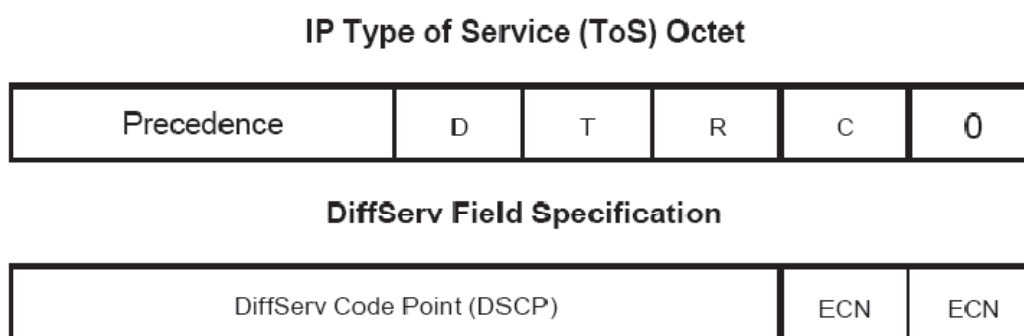 IP Type of Service (ToS) Octet
Precedence D T R C 0
DiffServ Field Specification
DiffServ Code Point (DSCP) ECN ECN